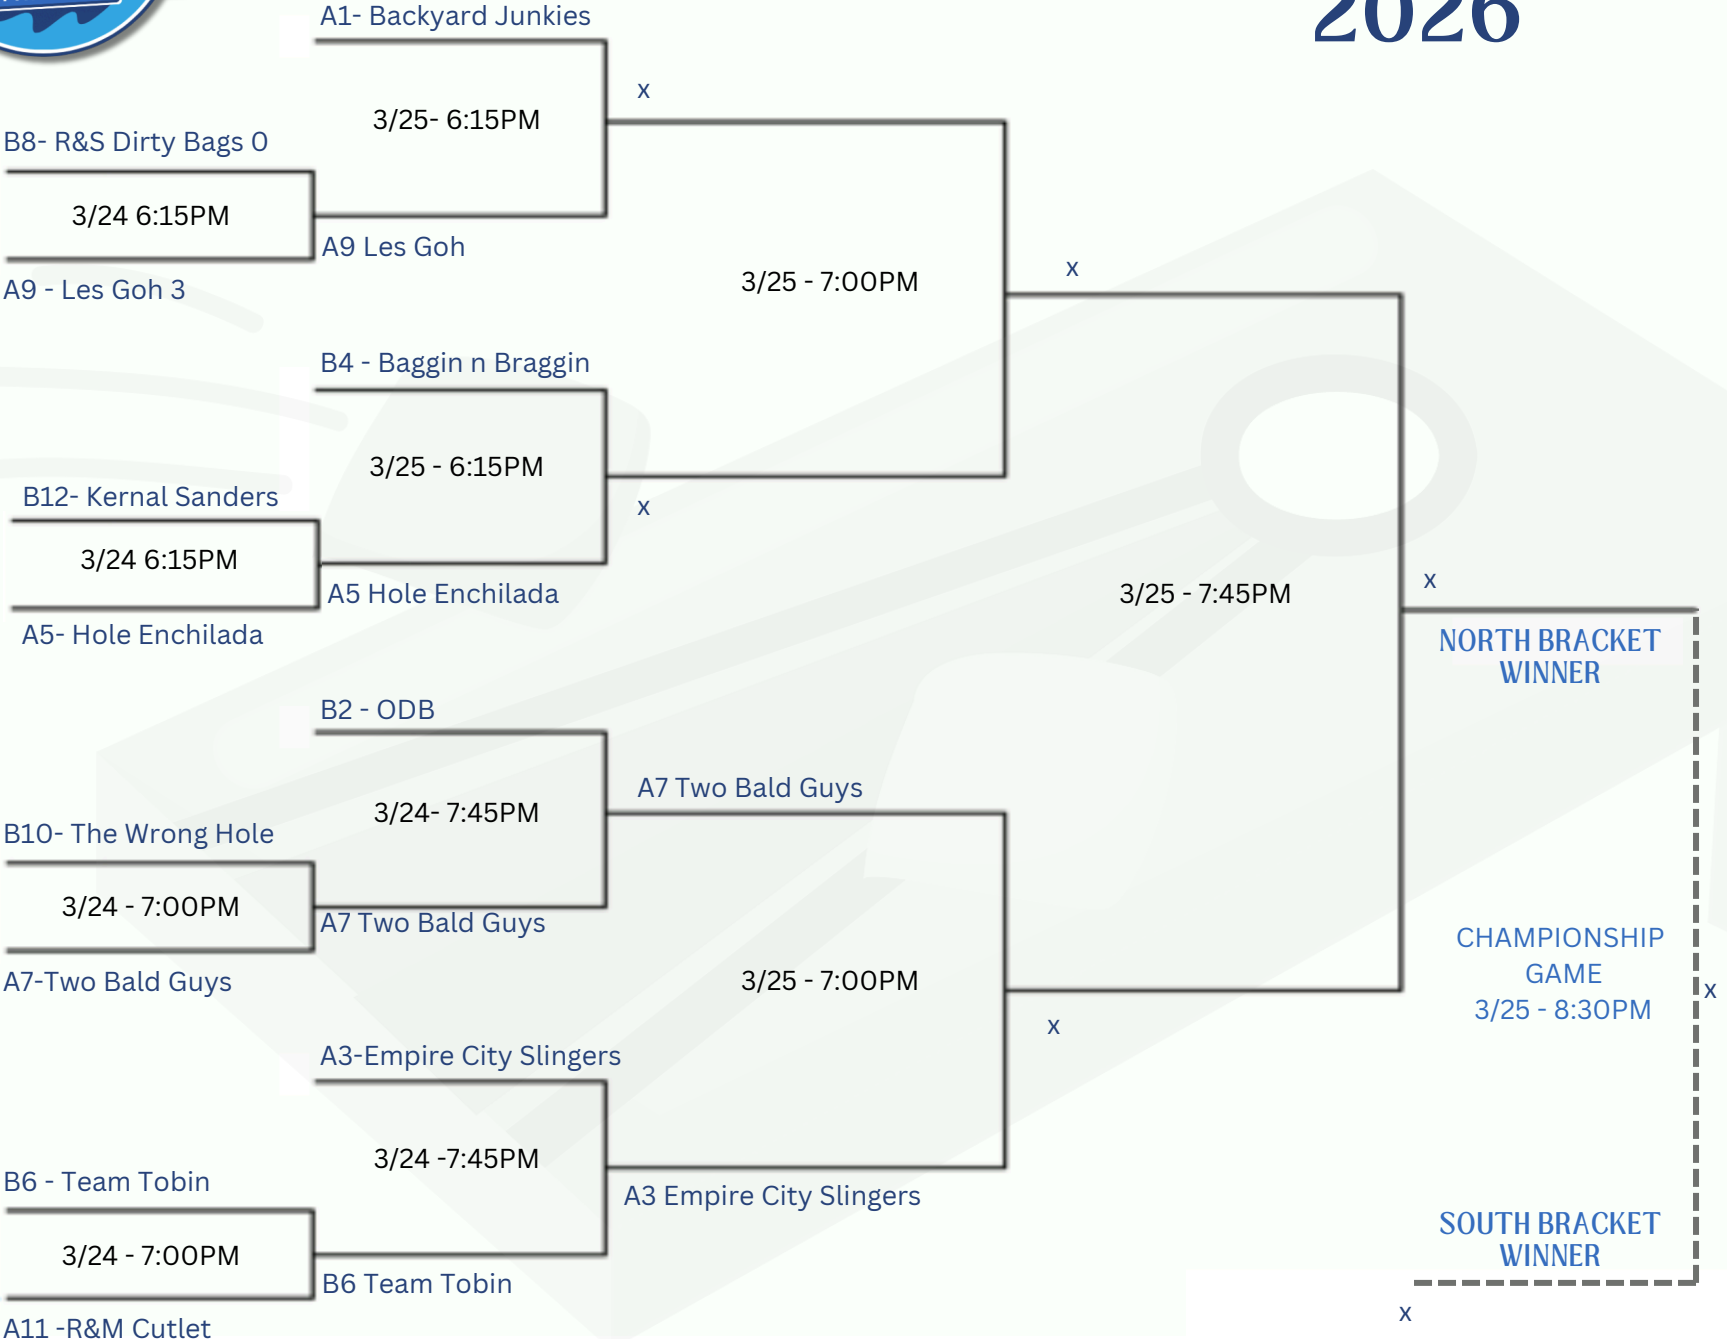 2026
A1- Backyard Junkies
x
3/25- 6:15PM
B8- R&S Dirty Bags 0
3/24 6:15PM
A9 Les Goh
A9 - Les Goh 3
x
3/25 - 7:00PM
B4 - Baggin n Braggin
3/25 - 6:15PM
B12- Kernal Sanders
x
3/24 6:15PM
A5 Hole Enchilada
A5- Hole Enchilada
3/25 - 7:45PM
x
NORTH BRACKET
WINNER
B2 - ODB
A7 Two Bald Guys
3/24- 7:45PM
B10- The Wrong Hole
3/24 - 7:00PM
A7 Two Bald Guys
A7-Two Bald Guys
3/25 - 7:00PM
CHAMPIONSHIP
GAME
3/25 - 8:30PM
x
x
A3-Empire City Slingers
3/24 -7:45PM
B6 - Team Tobin
A3 Empire City Slingers
3/24 - 7:00PM
B6 Team Tobin
A11 -R&M Cutlet
SOUTH BRACKET
WINNER
x